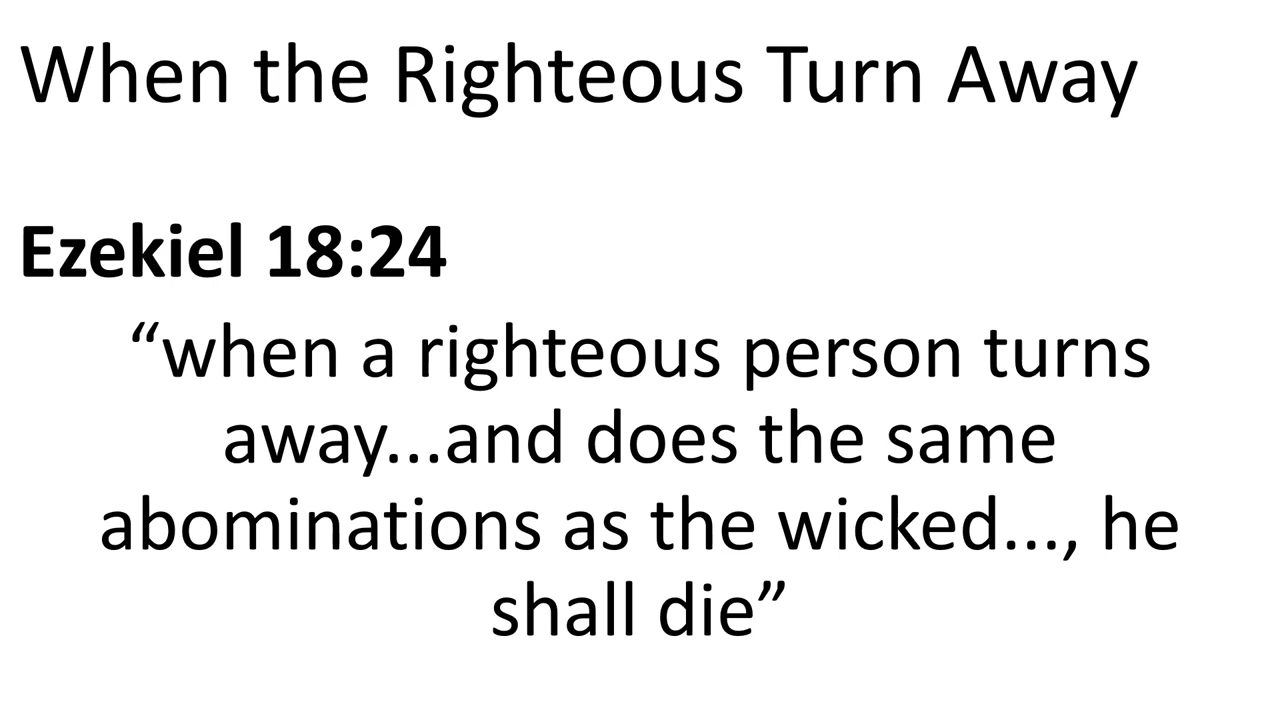 When the Righteous Turn Away
Ezekiel 18:24
“when a righteous person turns
away...and does the same
abominations as the wicked..., he
shall die”